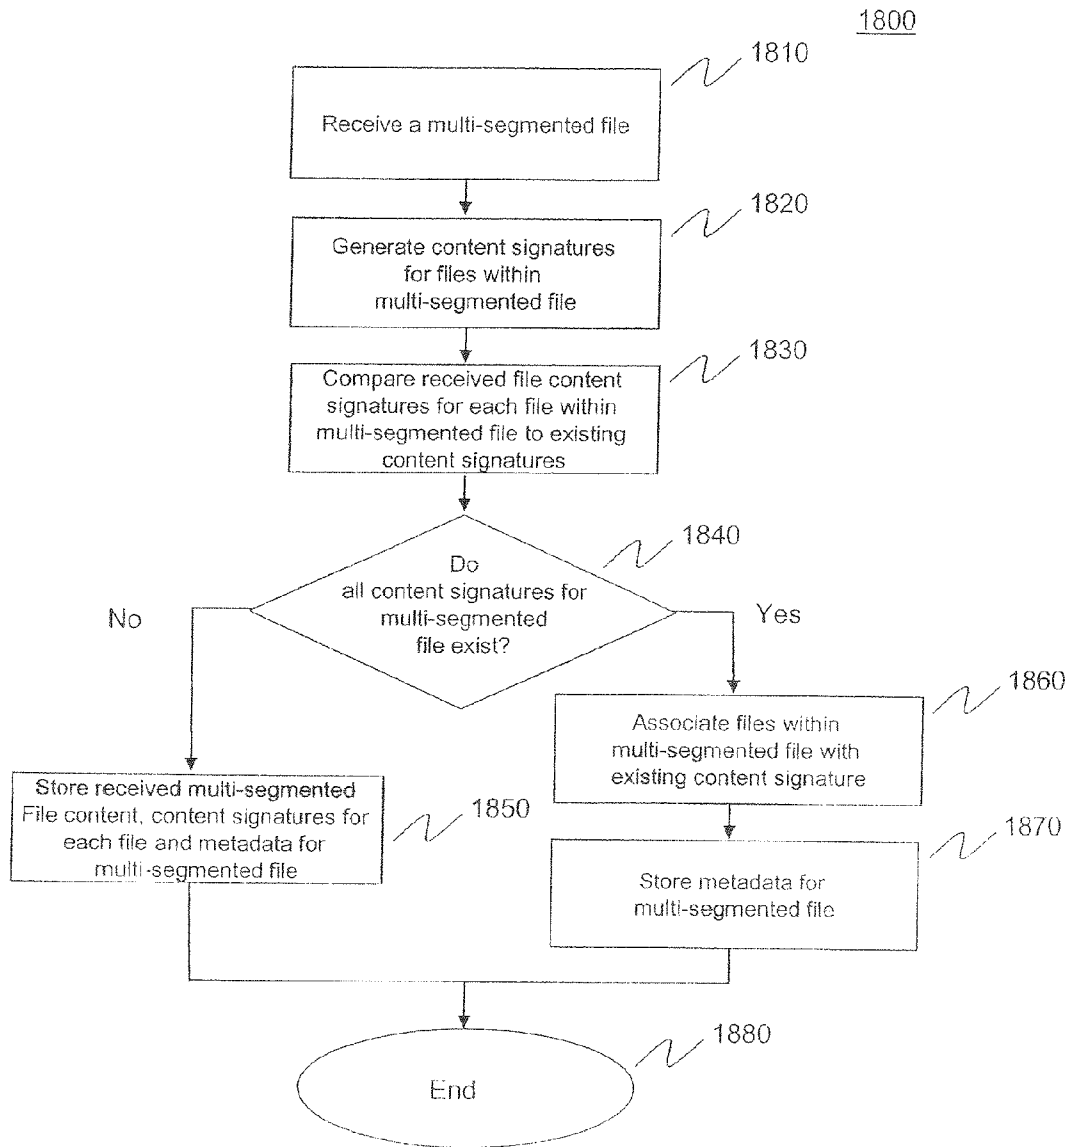 1800
1810
Receive a multi-segmented file
1820
Generate content signatures
for files within
multi-segmented file
1830
Compare received file content
signatures for each file within
multi-segmented file to existing
content signatures
1840
Do
all content signatures for
multi-segmented
file exist?
No
Yes
1860
Associate files within
multi-segmented file with
existing content signature
Store received multi-segmented
File content, content signatures for
each file and metadata for
multi-segmented file
1850
1870
Store metadata for
multi-segmented file
1880
End